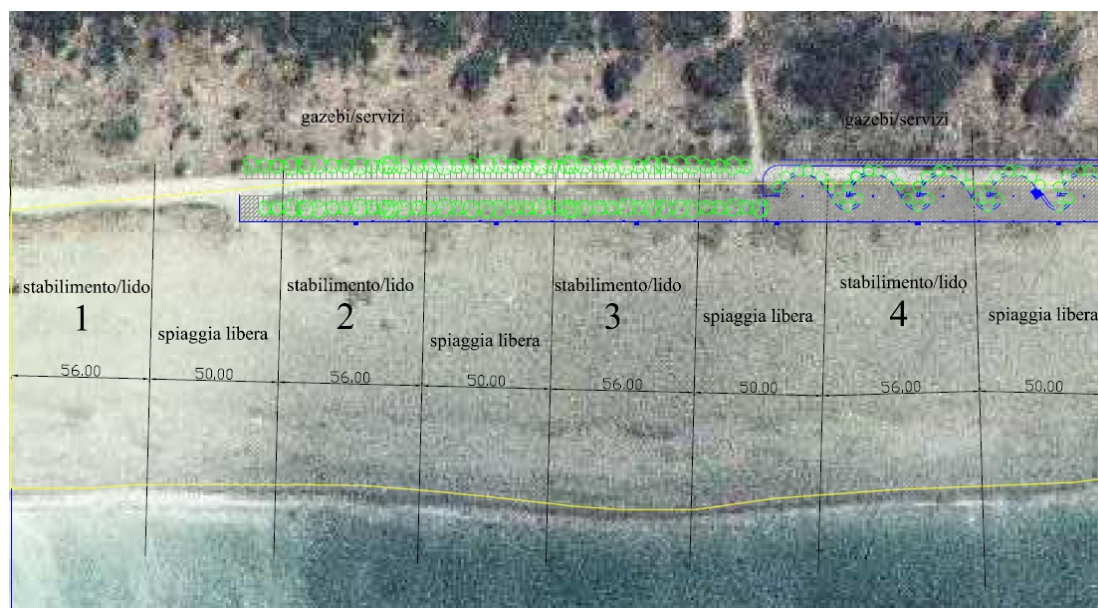 gazebi/servizi
gazebi/servizi
stabilimento/lido
1
spiaggia libera
stabilimento/lido
2
spiaggia libera
stabilimento/lido
3
spiaggia libera
stabilimento/lido
4
spiaggia libera
56.00
50.00
56.00
50.00
56.00
50.00
56.00
50.00